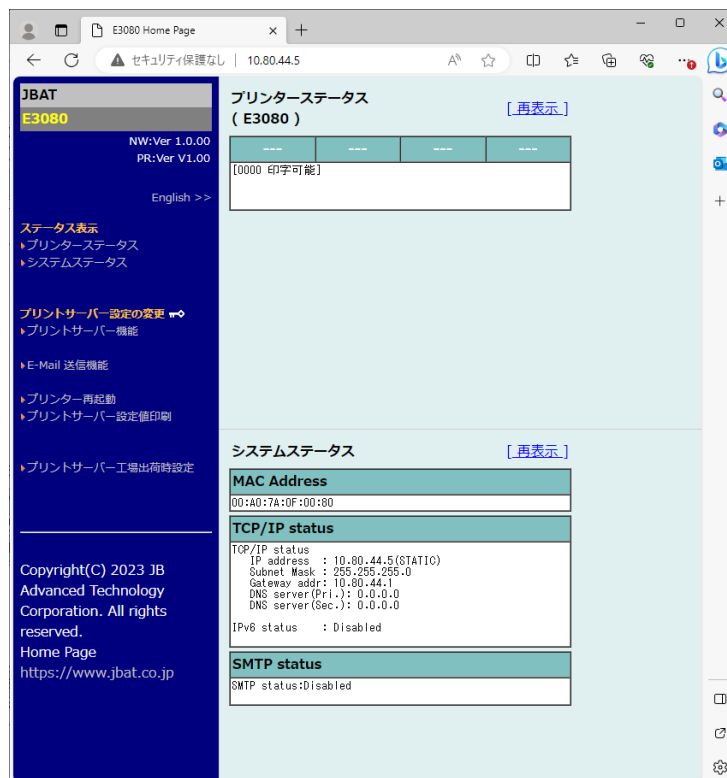 E3080 Home Page
セキュリティ保護なし | 10.80.44.5
JBAT
E3080
NW:Ver 1.0.00
PR:Ver V1.00
English >>
ステータス表示
プリンターステータス
システムステータス
プリントサーバー設定の変更
プリントサーバー機能
E-Mail 送信機能
プリンター再起動
プリントサーバー設定値印刷
プリントサーバー工場出荷時設定
Copyright(C) 2023 JB
Advanced Technology
Corporation. All rights
reserved.
Home Page
https://www.jbat.co.jp
プリンターステータス
( E3080 )
[ 再表示 ]
--- --- --- ---
[0000 印字可能]
システムステータス
[ 再表示 ]
MAC Address
00:A0:7A:0F:00:80
TCP/IP status
TCP/IP status
IP address : 10.80.44.5(STATIC)
Subnet Mask : 255.255.255.0
Gateway addr: 10.80.44.1
DNS server(Pri.): 0.0.0.0
DNS server(Sec.): 0.0.0.0
IPv6 status : Disabled
SMTP status
SMTP status:Disabled